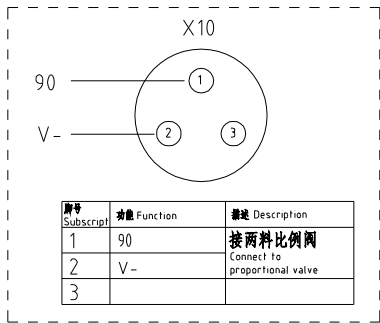 X10
90
1
V-
2
3
脚号 功能 Function 描述 Description
Subscript
1 90 接两料比例阀
Connect to
2 V- proportional valve
3